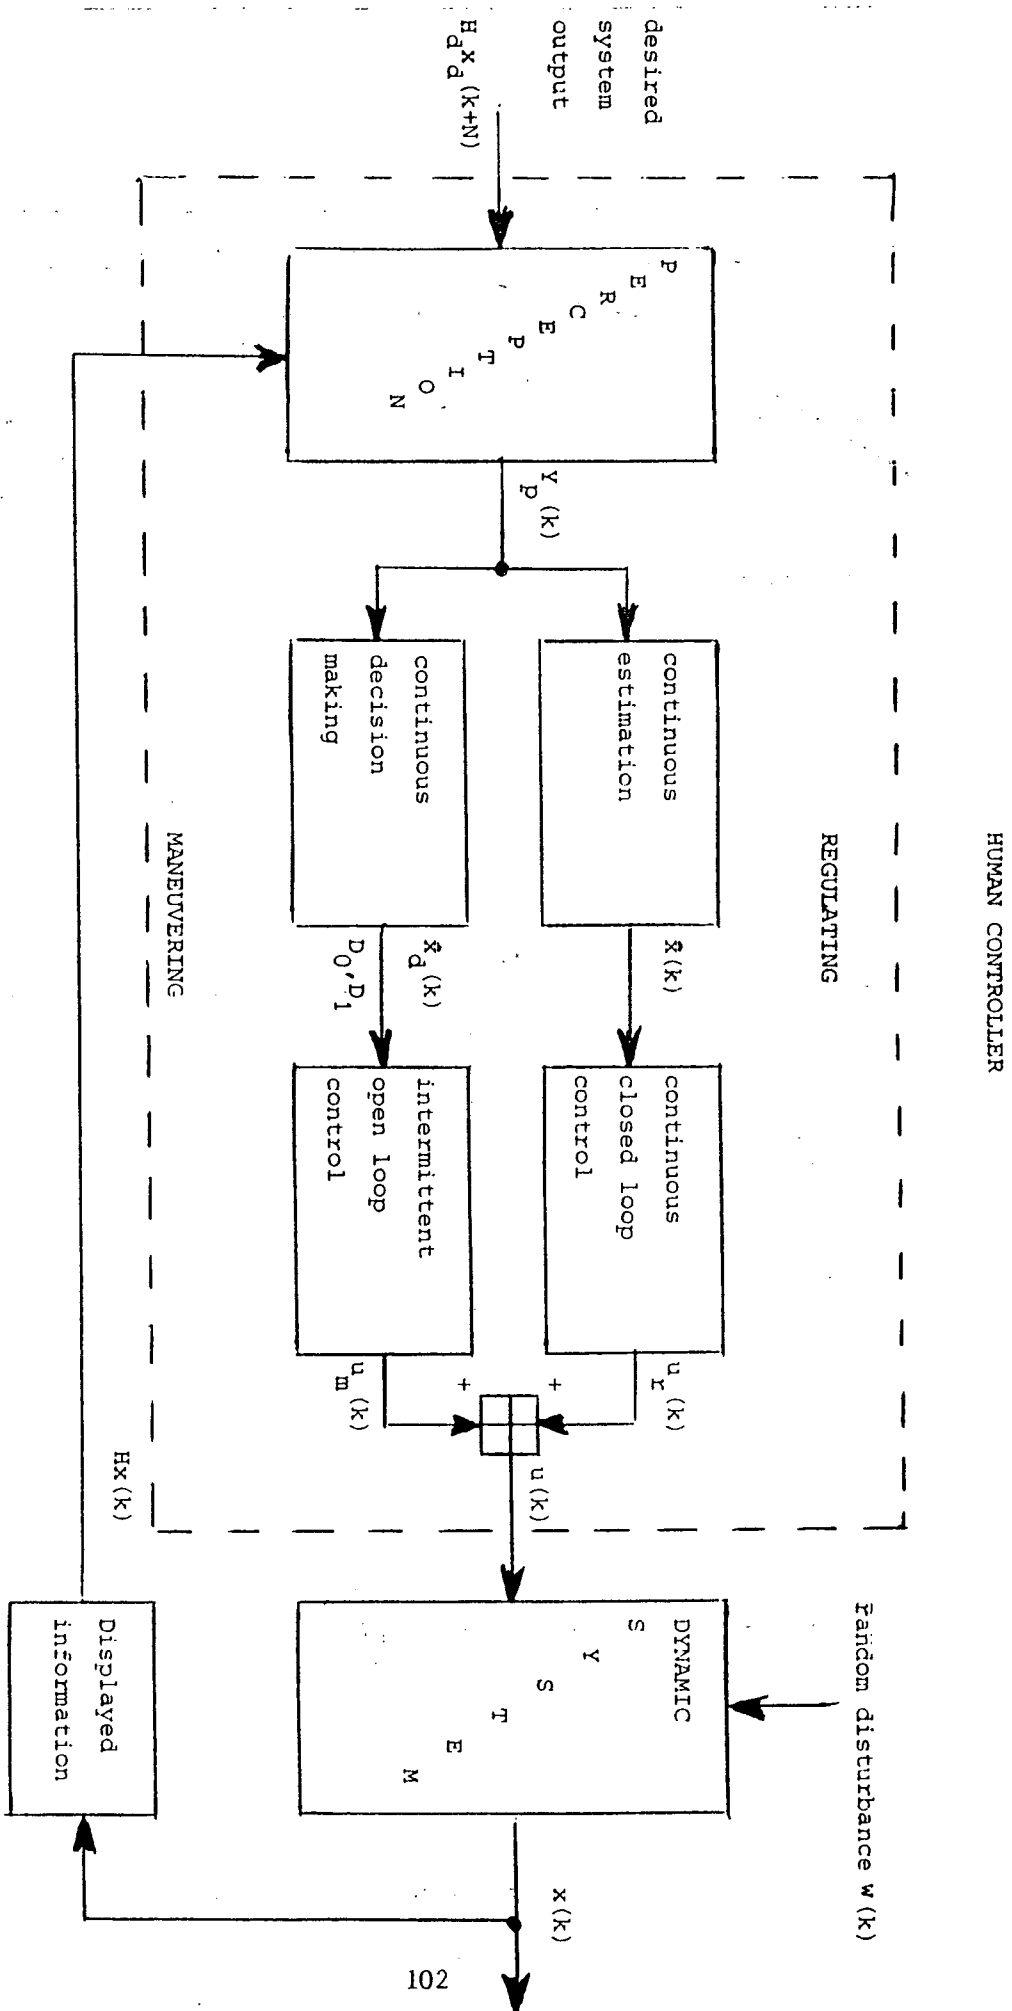 HUMAN CONTROLLER
desired
system
output
H_d x_d (k+N)
PERCEPTION
y_p (k)
REGULATING
continuous
estimation
x̂(k)
continuous
closed loop
control
u_r (k)
+
MANEUVERING
continuous
decision
making
x̂_d (k)
D_0, D_1
intermittent
open loop
control
u_m (k)
+
u(k)
random disturbance w(k)
DYNAMIC
SYSTEM
x(k)
Displayed
information
Hx(k)
102